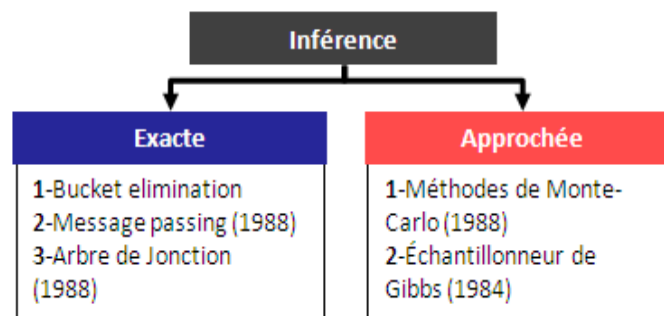 Inférence
Exacte
1-Bucket elimination
2-Message passing (1988)
3-Arbre de Jonction
(1988)
Approchée
1-Méthodes de Monte-
Carlo (1988)
2-Échantillonneur de
Gibbs (1984)